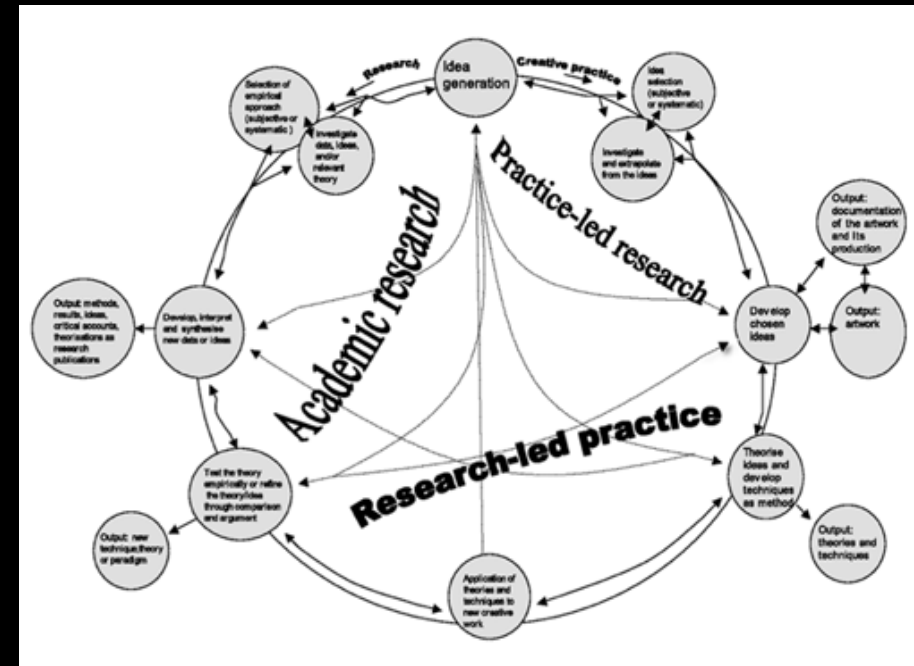 Idea
generation
Research
Creative practice
Selection of
empirical
approach
(subjective or
systematic )
Investigate
data, ideas,
and/or
relevant
theory
Idea
selection
(subjective
or systematic)
Investigate
and extrapolate
from the ideas
Academic research
Practice-led research
Research-led practice
Output:
documentation
of the artwork
and Its
production
Output:
artwork
Develop
chosen
ideas
Output: methods,
results, ideas,
critical accounts,
theorisations as
research
publications
Develop, interpret
and synthesise
new data or ideas
Test the theory
empirically or refine
the theory/idea
through comparison
and argument
Output: new
technique,theory
or paradigm
Theorise
ideas and
develop
techniques
as method
Output:
theories and
techniques
Application of
theories and
techniques to
new creative
work